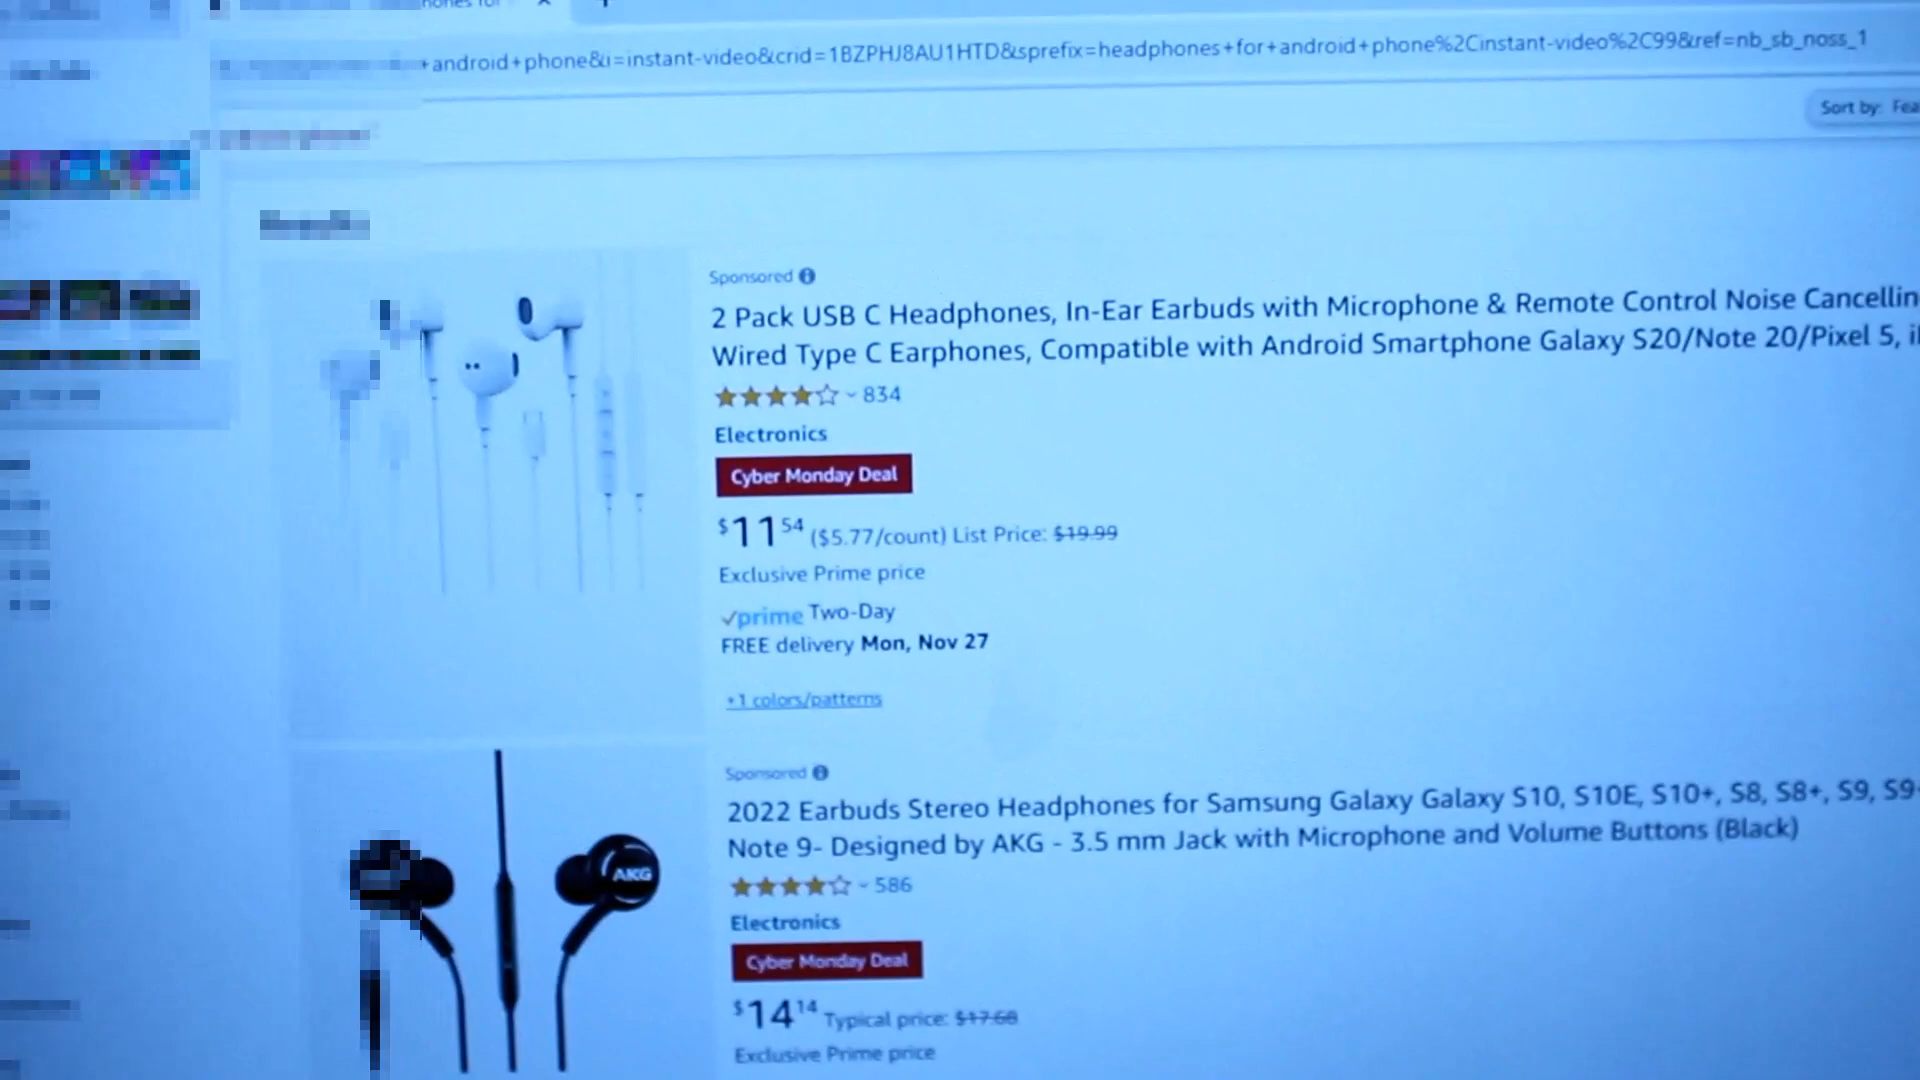 +android+phone&i=instant-video&crid=1BZPHJ8AU1HTD&sprefix=headphones+for+android+phone%2Cinstant-video%2C99&ref=nb_sb_noss_1
Sort by: Fea
Results
Sponsored
2 Pack USB C Headphones, In-Ear Earbuds with Microphone & Remote Control Noise Cancellin
Wired Type C Earphones, Compatible with Android Smartphone Galaxy S20/Note 20/Pixel 5, i
834
Electronics
Cyber Monday Deal
$11 54 ($5.77/count) List Price: $19.99
Exclusive Prime price
prime Two-Day
FREE delivery Mon, Nov 27
+1 colors/patterns
Sponsored
2022 Earbuds Stereo Headphones for Samsung Galaxy Galaxy S10, S10E, S10+, S8, S8+, S9, S9+
Note 9- Designed by AKG - 3.5 mm Jack with Microphone and Volume Buttons (Black)
AKG
586
Electronics
Cyber Monday Deal
$14 14 Typical price: $17.68
Exclusive Prime price